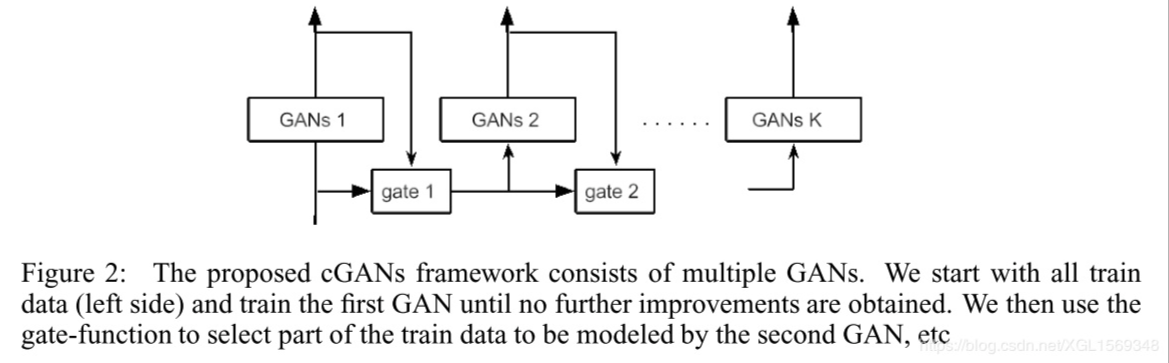 GANs 1
GANs 2
. . . . . .
GANs K
gate 1
gate 2
Figure 2: The proposed cGANs framework consists of multiple GANs. We start with all train
data (left side) and train the first GAN until no further improvements are obtained. We then use the
gate-function to select part of the train data to be modeled by the second GAN, etc
https://blog.csdn.net/XGL1569348